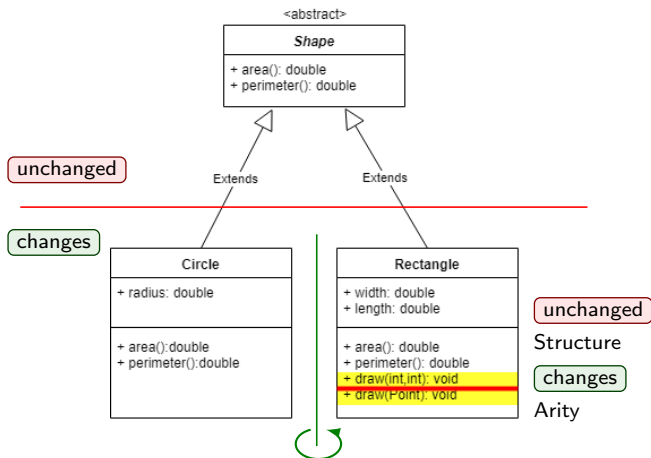 <abstract>
Shape
+ area(): double
+ perimeter(): double
unchanged
Extends
Extends
changes
Circle
+ radius: double
+ area():double
+ perimeter():double
Rectangle
+ width: double
+ length: double
+ area(): double
+ perimeter(): double
+ draw(int,int): void
+ draw(Point): void
unchanged
Structure
changes
Arity